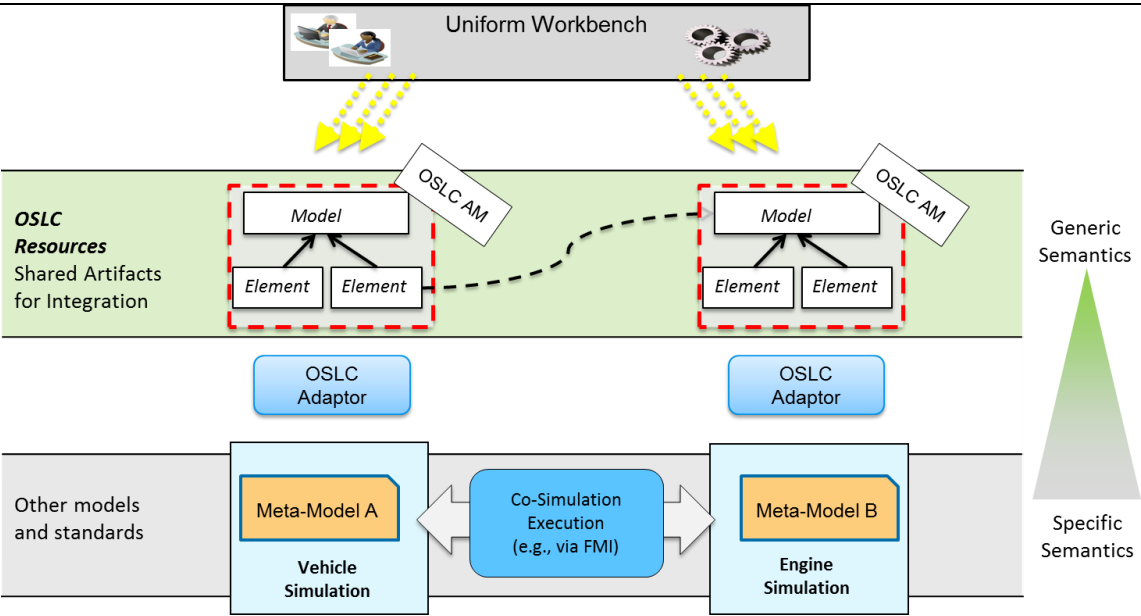 Uniform Workbench
OSLC
Resources
Shared Artifacts
for Integration
OSLC AM
Model
Element
Element
OSLC AM
Model
Element
Element
Generic
Semantics
OSLC
Adaptor
OSLC
Adaptor
Other models
and standards
Meta-Model A
Vehicle
Simulation
Co-Simulation
Execution
(e.g., via FMI)
Meta-Model B
Engine
Simulation
Specific
Semantics